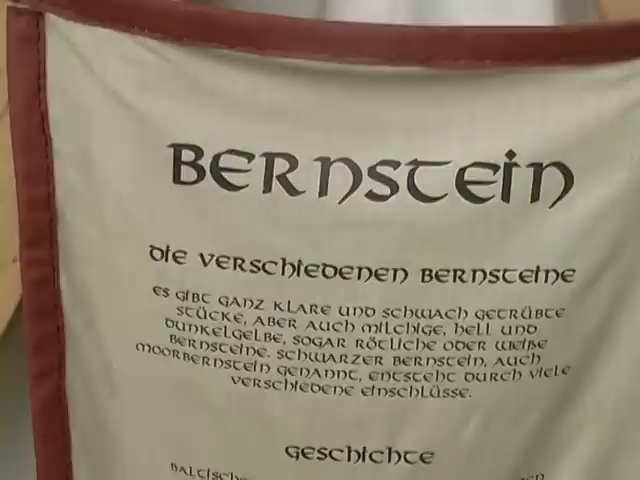 BERNSTEIN
DIE VERSCHIEDENEN BERNSTEINE
ES GIBT GANZ KLARE UND SCHWACH GETRÜBTE
STÜCKE, ABER AUCH MILCHIGE, HELL UND
DUNKELGELBE, SOGAR RÖTLICHE ODER WEIßE
BERNSTEINE. SCHWARZER BERNSTEIN, AUCH
MOORBERNSTEIN GENANNT, ENTSTEHT DURCH VIELE
VERSCHIEDENE EINSCHLÜSSE.
GESCHICHTE